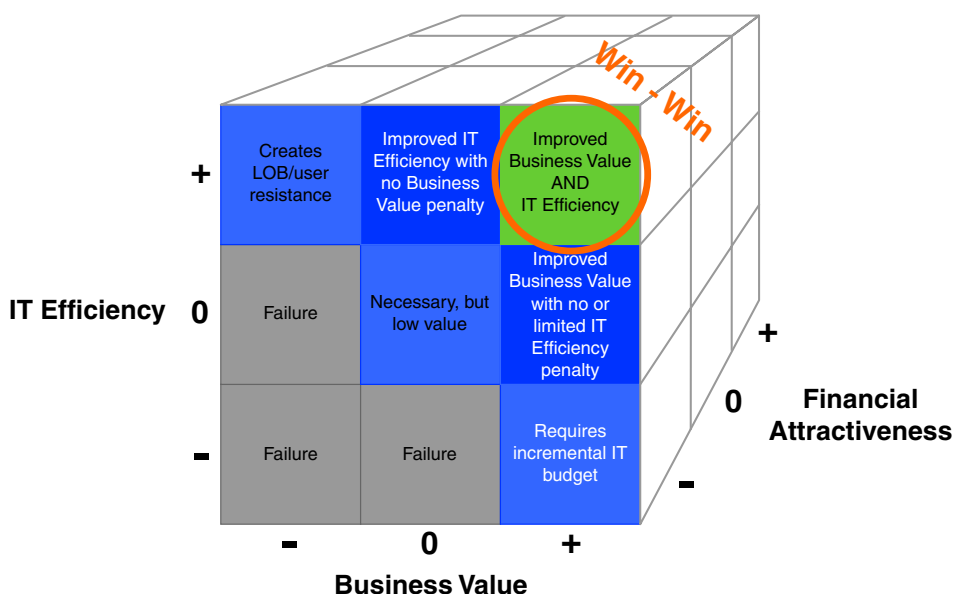 Win - Win
+
Creates
LOB/user
resistance
Improved IT
Efficiency with
no Business
Value penalty
Improved
Business Value
AND
IT Efficiency
IT Efficiency
0
Failure
Necessary, but
low value
Improved
Business Value
with no or
limited IT
Efficiency
penalty
-
Failure
Failure
Requires
incremental IT
budget
+
0
-
Financial
Attractiveness
-
0
+
Business Value